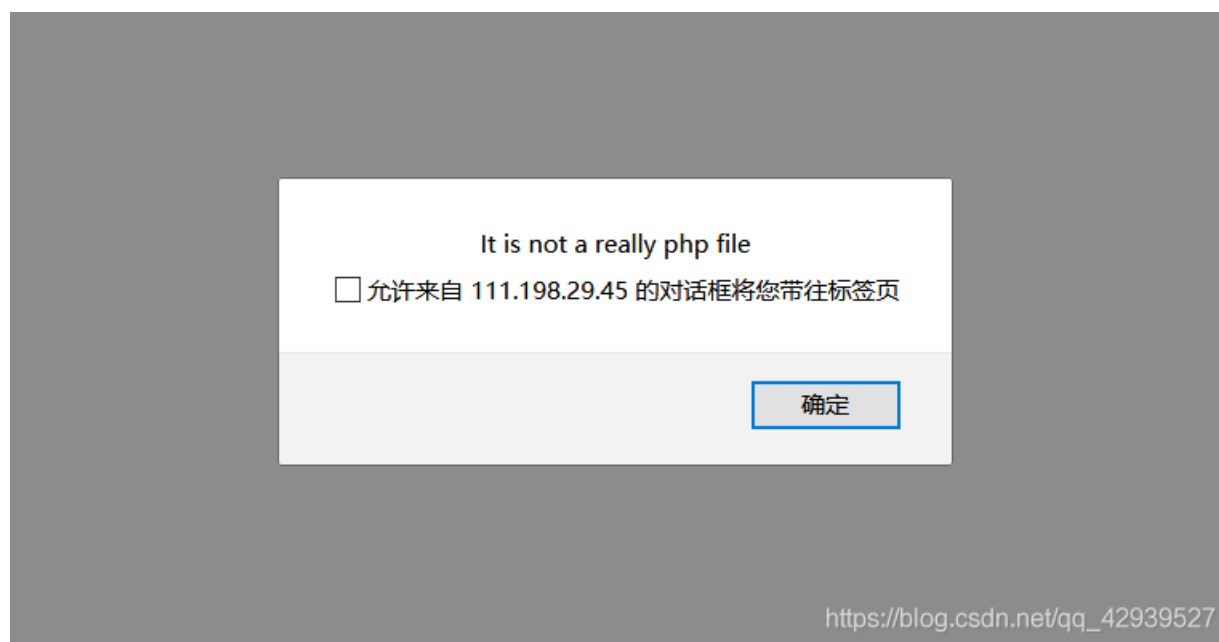 It is not a really php file
允许来自 111.198.29.45 的对话框将您带往标签页
确定
https://blog.csdn.net/qq_42939527